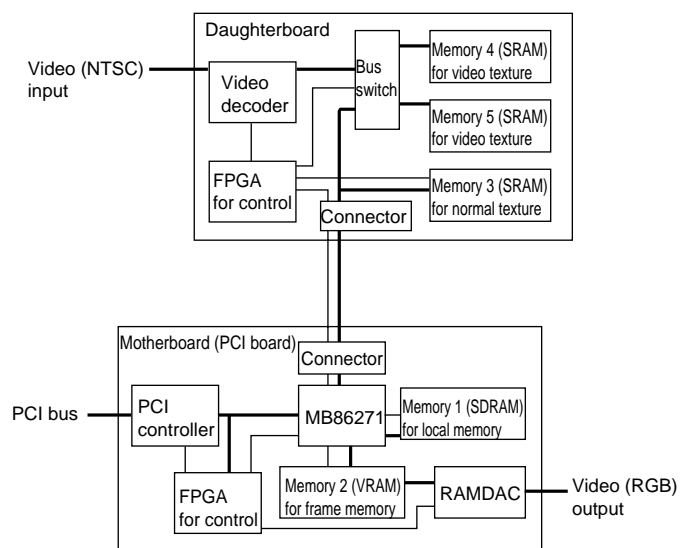 Daughterboard
Video (NTSC)
input
Video
decoder
Bus
switch
Memory 4 (SRAM)
for video texture
Memory 5 (SRAM)
for video texture
FPGA
for control
Memory 3 (SRAM)
for normal texture
Connector
Motherboard (PCI board)
Connector
PCI bus
PCI
controller
MB86271
Memory 1 (SDRAM)
for local memory
FPGA
for control
Memory 2 (VRAM)
for frame memory
RAMDAC
Video (RGB)
output